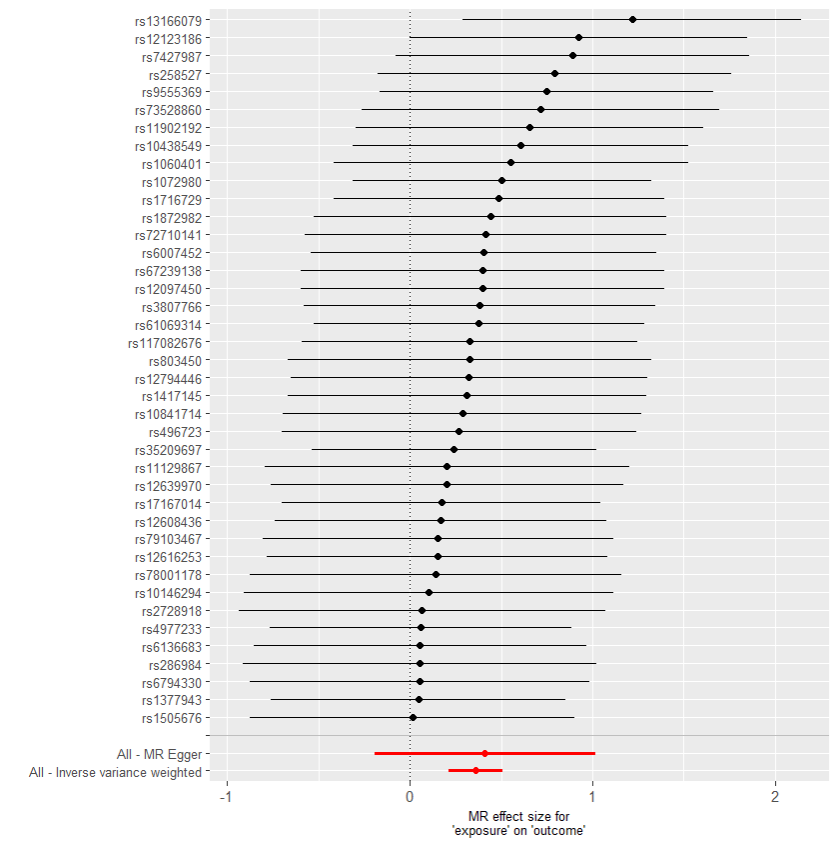 rs13166079
rs12123186
rs7427987
rs258527
rs9555369
rs73528860
rs11902192
rs10438549
rs1060401
rs1072980
rs1716729
rs1872982
rs72710141
rs6007452
rs67239138
rs12097450
rs3807766
rs61069314
rs117082676
rs803450
rs12794446
rs1417145
rs10841714
rs496723
rs35209697
rs11129867
rs12639970
rs17167014
rs12608436
rs79103467
rs12616253
rs78001178
rs10146294
rs2728918
rs4977233
rs6136683
rs286984
rs6794330
rs1377943
rs1505676
All - MR Egger
All - Inverse variance weighted
-1 0 1 2
MR effect size for
'exposure' on 'outcome'